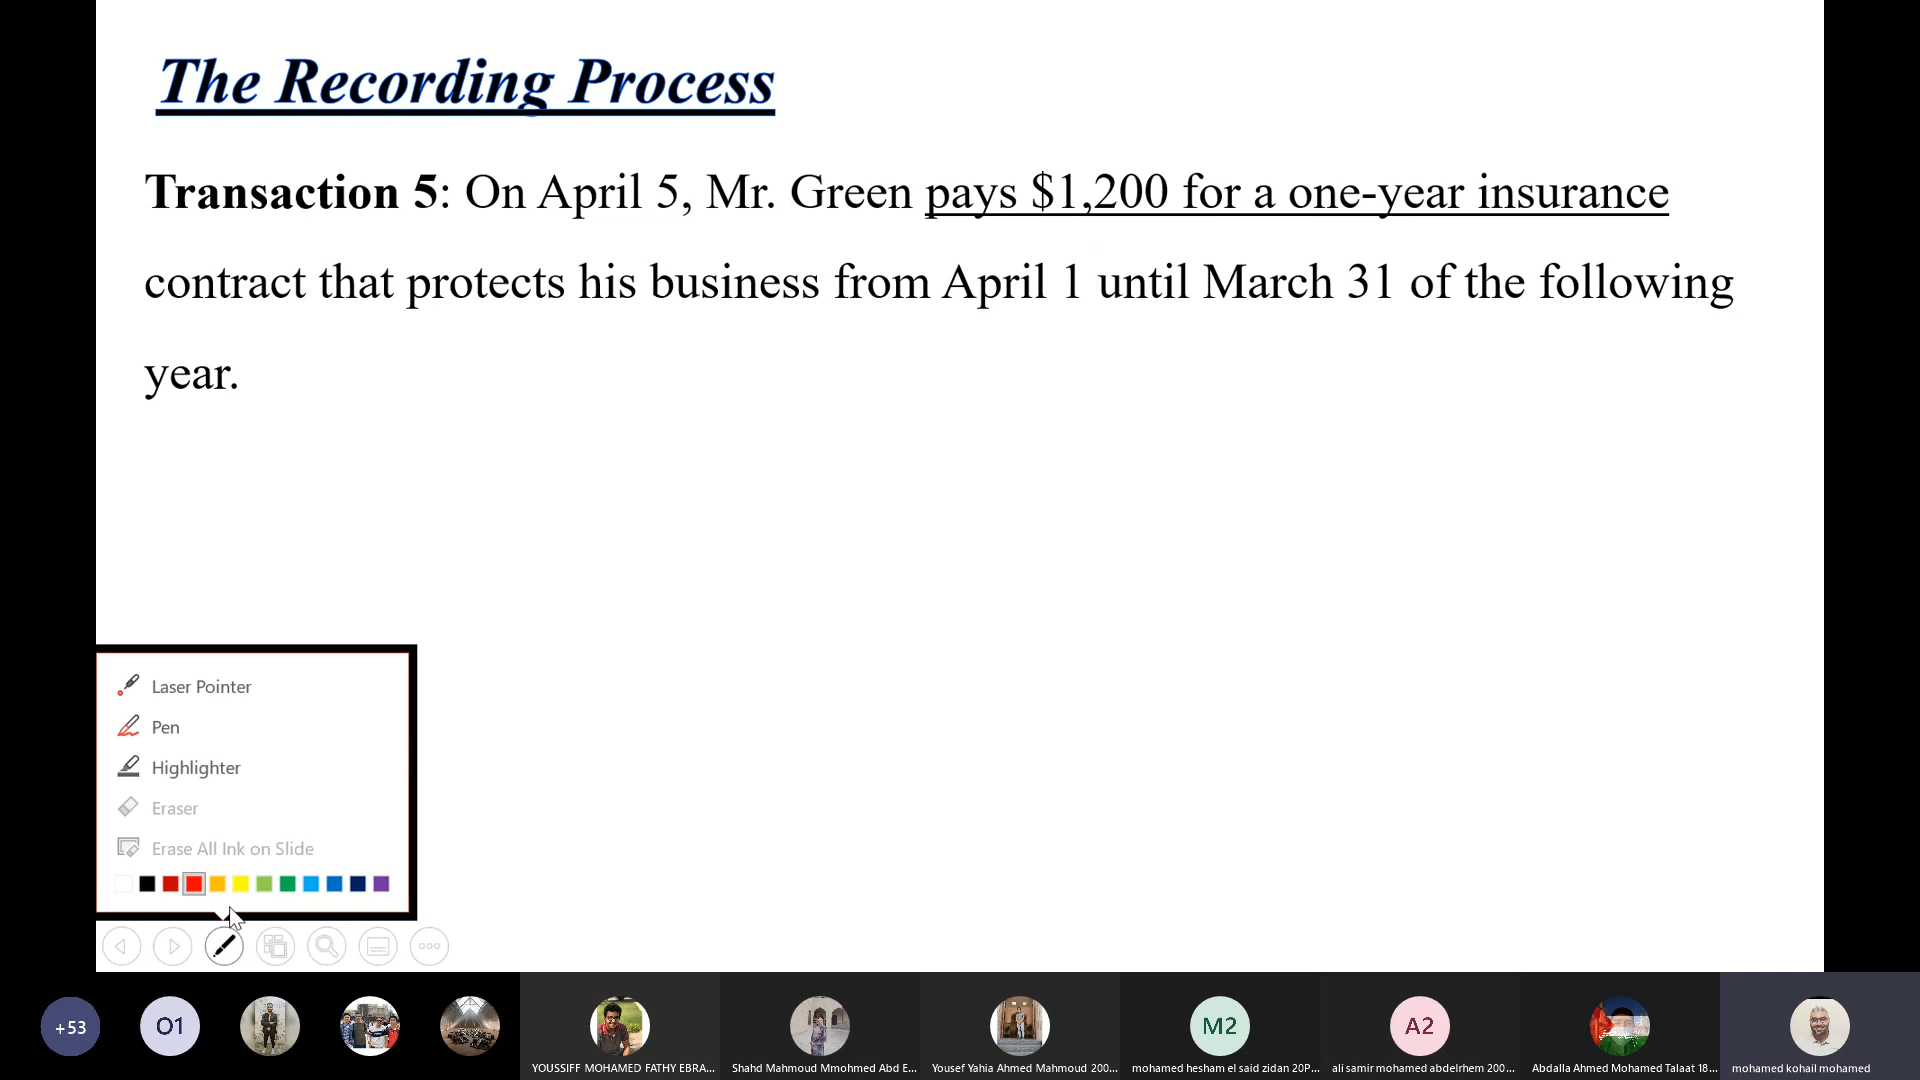 The Recording Process
Transaction 5: On April 5, Mr. Green pays $1,200 for a one-year insurance
contract that protects his business from April 1 until March 31 of the following
year.
Laser Pointer
Pen
Highlighter
Eraser
Erase All Ink on Slide
+53
O1
M2
A2
YOUSSIFF MOHAMED FATHY EBRA...
Shahd Mahmoud Mmohmed Abd E...
Yousef Yahia Ahmed Mahmoud 200...
mohamed hesham el said zidan 20P...
ali samir mohamed abdelrhem 200...
Abdalla Ahmed Mohamed Talaat 18...
mohamed kohail mohamed